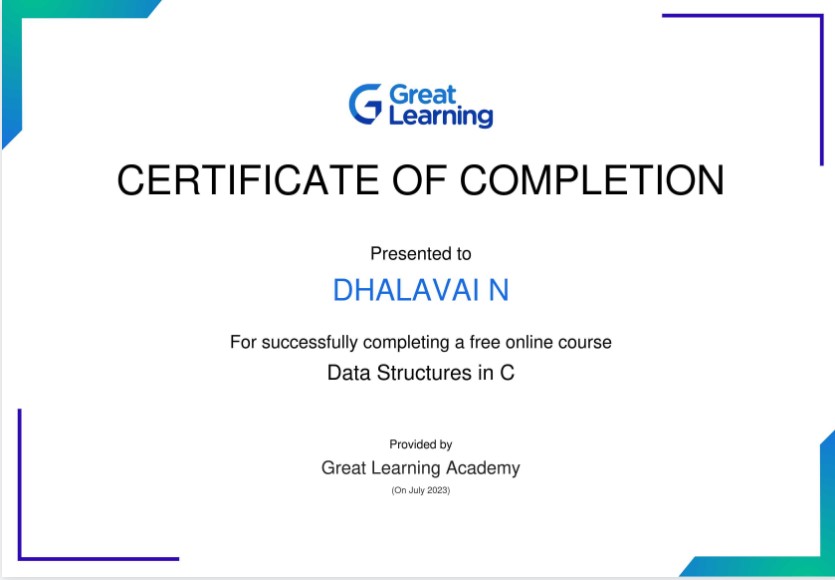 Great
Learning
CERTIFICATE OF COMPLETION
Presented to
DHALAVAI N
For successfully completing a free online course
Data Structures in C
Provided by
Great Learning Academy
(On July 2023)